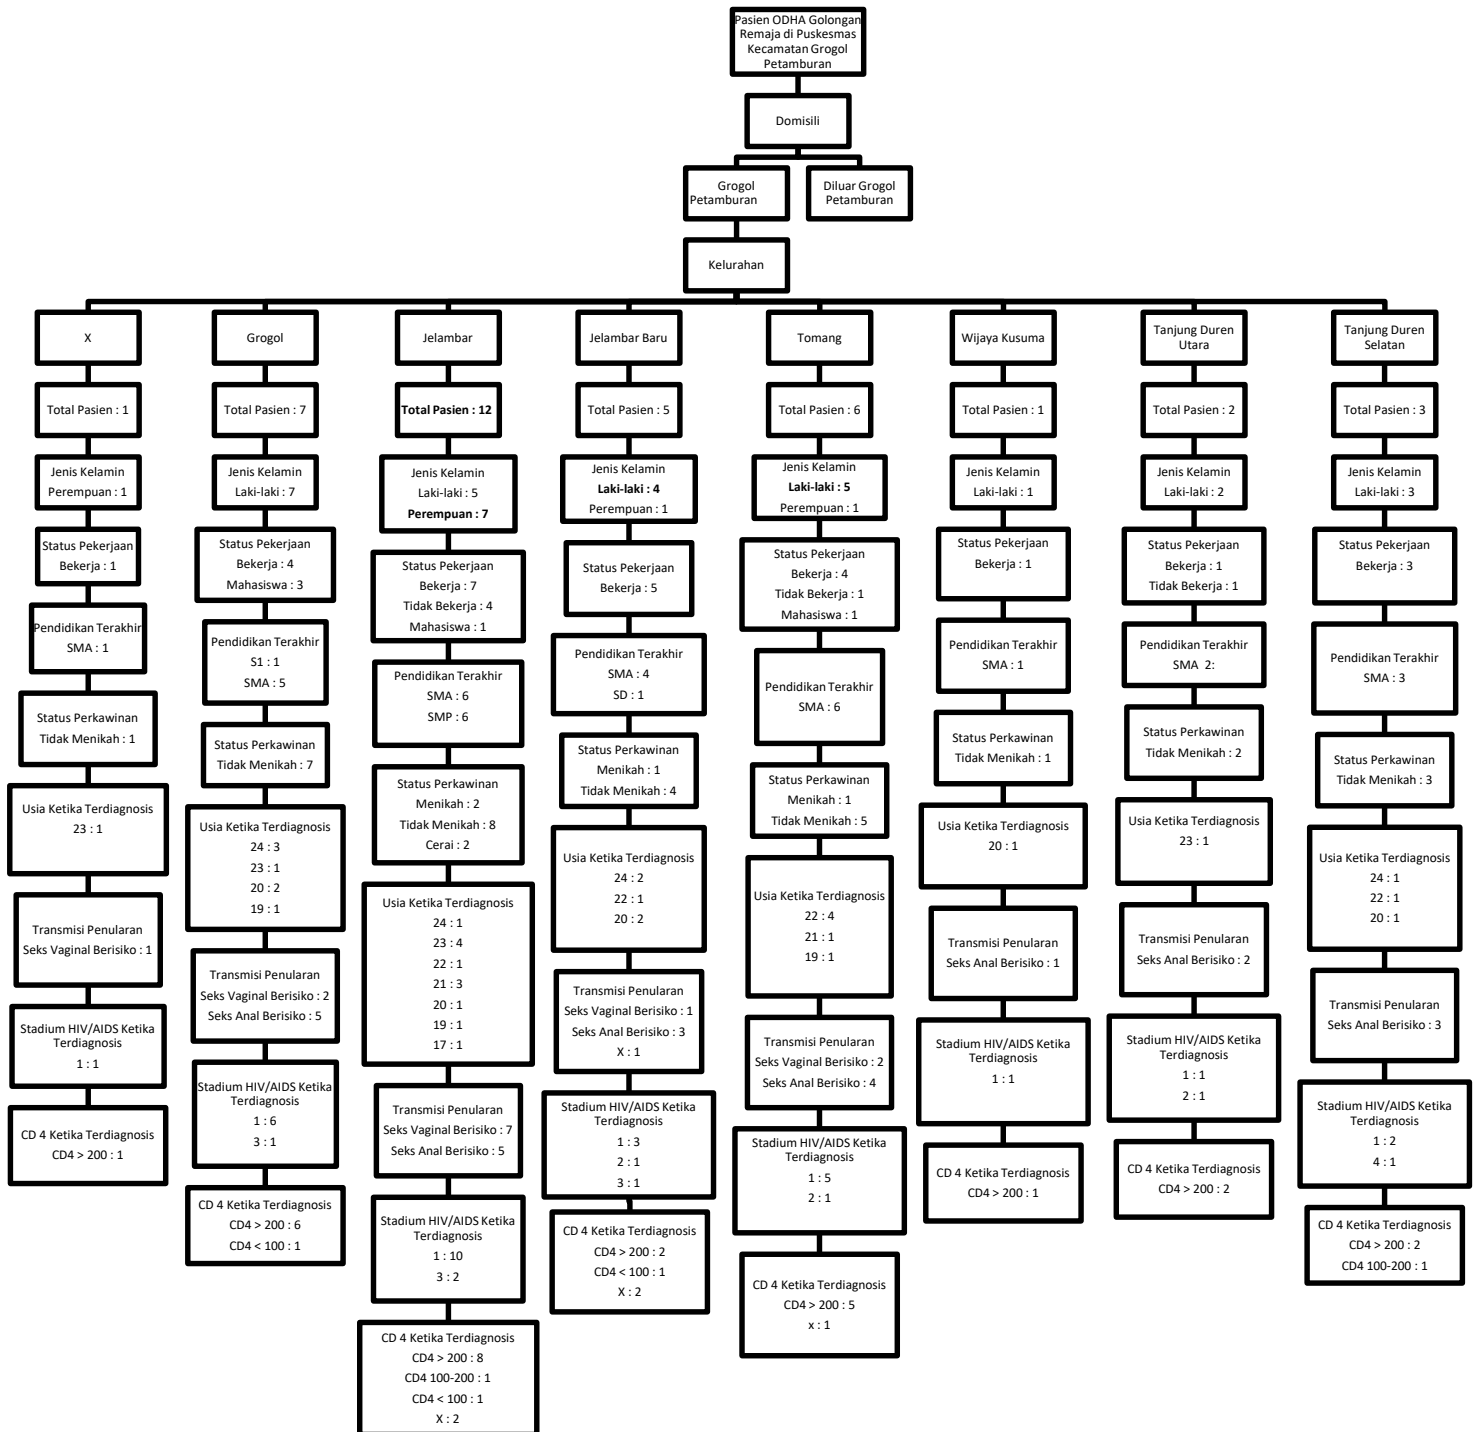 Pasien ODHA Golongan
Remaja di Puskesmas
Kecamatan Grogol
Petamburan
Domisili
Grogol
Petamburan
Diluar Grogol
Petamburan
Kelurahan
X
Total Pasien : 1
Jenis Kelamin
Perempuan : 1
Status Pekerjaan
Bekerja : 1
Pendidikan Terakhir
SMA : 1
Status Perkawinan
Tidak Menikah : 1
Usia Ketika Terdiagnosis
23 : 1
Transmisi Penularan
Seks Vaginal Berisiko : 1
Stadium HIV/AIDS Ketika
Terdiagnosis
1 : 1
CD 4 Ketika Terdiagnosis
CD4 > 200 : 1
Grogol
Total Pasien : 7
Jenis Kelamin
Laki-laki : 7
Status Pekerjaan
Bekerja : 4
Mahasiswa : 3
Pendidikan Terakhir
S1 : 1
SMA : 5
Status Perkawinan
Tidak Menikah : 7
Usia Ketika Terdiagnosis
24 : 3
23 : 1
20 : 2
19 : 1
Transmisi Penularan
Seks Vaginal Berisiko : 2
Seks Anal Berisiko : 5
Stadium HIV/AIDS Ketika
Terdiagnosis
1 : 6
3 : 1
CD 4 Ketika Terdiagnosis
CD4 > 200 : 6
CD4 < 100 : 1
Jelambar
Total Pasien : 12
Jenis Kelamin
Laki-laki : 5
Perempuan : 7
Status Pekerjaan
Bekerja : 7
Tidak Bekerja : 4
Mahasiswa : 1
Pendidikan Terakhir
SMA : 6
SMP : 6
Status Perkawinan
Menikah : 2
Tidak Menikah : 8
Cerai : 2
Usia Ketika Terdiagnosis
24 : 1
23 : 4
22 : 1
21 : 3
20 : 1
19 : 1
17 : 1
Transmisi Penularan
Seks Vaginal Berisiko : 7
Seks Anal Berisiko : 5
Stadium HIV/AIDS Ketika
Terdiagnosis
1 : 10
3 : 2
CD 4 Ketika Terdiagnosis
CD4 > 200 : 8
CD4 100-200 : 1
CD4 < 100 : 1
X : 2
Jelambar Baru
Total Pasien : 5
Jenis Kelamin
Laki-laki : 4
Perempuan : 1
Status Pekerjaan
Bekerja : 5
Pendidikan Terakhir
SMA : 4
SD : 1
Status Perkawinan
Menikah : 1
Tidak Menikah : 4
Usia Ketika Terdiagnosis
24 : 2
22 : 1
20 : 2
Transmisi Penularan
Seks Vaginal Berisiko : 1
Seks Anal Berisiko : 3
X : 1
Stadium HIV/AIDS Ketika
Terdiagnosis
1 : 3
2 : 1
3 : 1
CD 4 Ketika Terdiagnosis
CD4 > 200 : 2
CD4 < 100 : 1
X : 2
Tomang
Total Pasien : 6
Jenis Kelamin
Laki-laki : 5
Perempuan : 1
Status Pekerjaan
Bekerja : 4
Tidak Bekerja : 1
Mahasiswa : 1
Pendidikan Terakhir
SMA : 6
Status Perkawinan
Menikah : 1
Tidak Menikah : 5
Usia Ketika Terdiagnosis
22 : 4
21 : 1
19 : 1
Transmisi Penularan
Seks Vaginal Berisiko : 2
Seks Anal Berisiko : 4
Stadium HIV/AIDS Ketika
Terdiagnosis
1 : 5
2 : 1
CD 4 Ketika Terdiagnosis
CD4 > 200 : 5
x : 1
Wijaya Kusuma
Total Pasien : 1
Jenis Kelamin
Laki-laki : 1
Status Pekerjaan
Bekerja : 1
Pendidikan Terakhir
SMA : 1
Status Perkawinan
Tidak Menikah : 1
Usia Ketika Terdiagnosis
20 : 1
Transmisi Penularan
Seks Anal Berisiko : 1
Stadium HIV/AIDS Ketika
Terdiagnosis
1 : 1
CD 4 Ketika Terdiagnosis
CD4 > 200 : 1
Tanjung Duren
Utara
Total Pasien : 2
Jenis Kelamin
Laki-laki : 2
Status Pekerjaan
Bekerja : 1
Tidak Bekerja : 1
Pendidikan Terakhir
SMA 2:
Status Perkawinan
Tidak Menikah : 2
Usia Ketika Terdiagnosis
23 : 1
Transmisi Penularan
Seks Anal Berisiko : 2
Stadium HIV/AIDS Ketika
Terdiagnosis
1 : 1
2 : 1
CD 4 Ketika Terdiagnosis
CD4 > 200 : 2
Tanjung Duren
Selatan
Total Pasien : 3
Jenis Kelamin
Laki-laki : 3
Status Pekerjaan
Bekerja : 3
Pendidikan Terakhir
SMA : 3
Status Perkawinan
Tidak Menikah : 3
Usia Ketika Terdiagnosis
24 : 1
22 : 1
20 : 1
Transmisi Penularan
Seks Anal Berisiko : 3
Stadium HIV/AIDS Ketika
Terdiagnosis
1 : 2
4 : 1
CD 4 Ketika Terdiagnosis
CD4 > 200 : 2
CD4 100-200 : 1